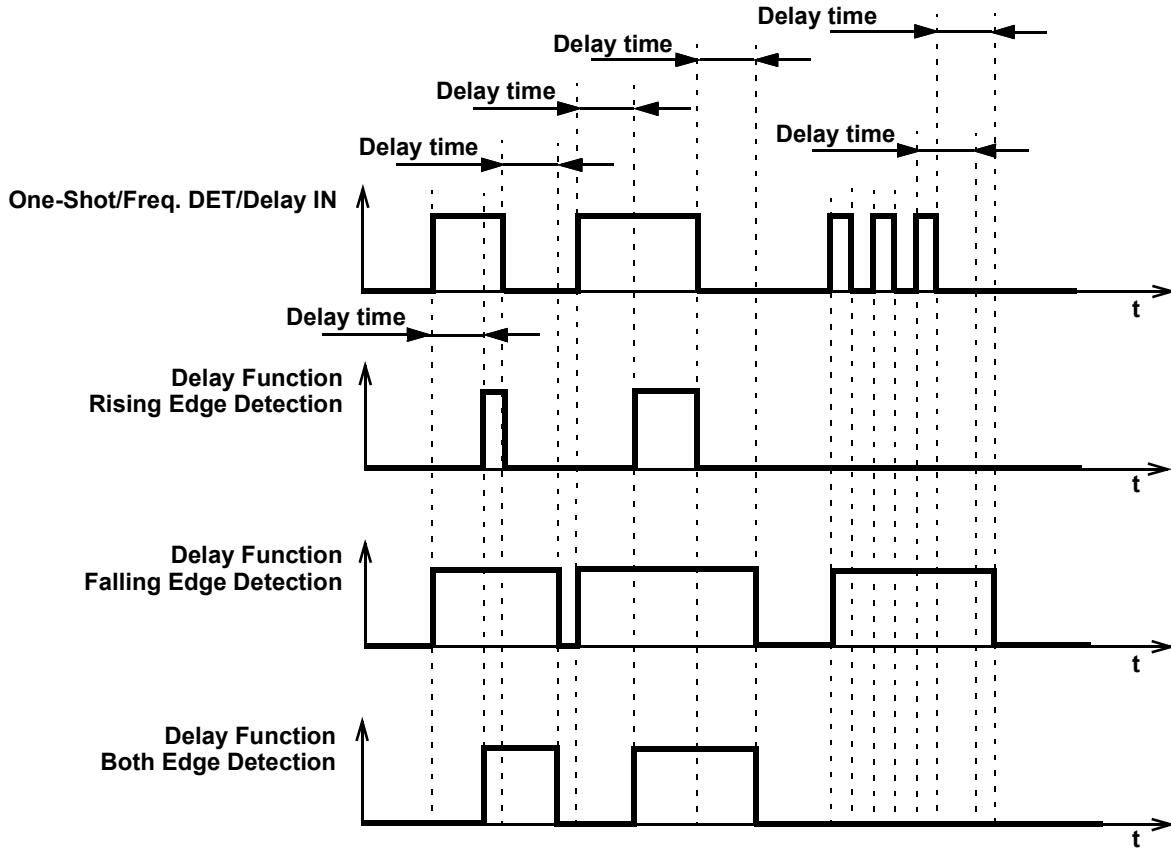 Delay time
Delay time
Delay time
Delay time
Delay time
One-Shot/Freq. DET/Delay IN
t
Delay time
Delay Function
Rising Edge Detection
t
Delay Function
Falling Edge Detection
t
Delay Function
Both Edge Detection
t